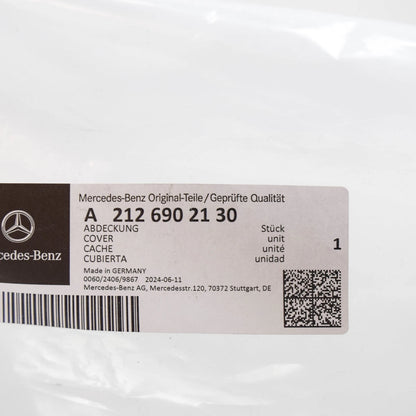 Mercedes-Benz Original-Teile/Geprüfte Qualität
A 212 690 21 30
ABDECKUNG Stück
COVER unit
CACHE unité 1
CUBIERTA unidad
cedes-Benz
Made in GERMANY
0060/2406/9867 2024-06-11
Mercedes-Benz AG, Mercedesstr.120, 70372 Stuttgart, DE